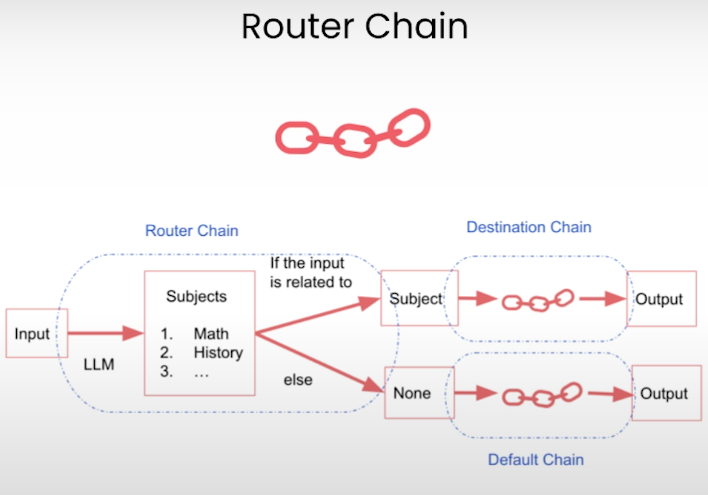 Router Chain
Router Chain
Destination Chain
If the input
is related to
Subjects
Subject
Output
Input
1. Math
2. History
3. ...
LLM
else
None
Output
Default Chain